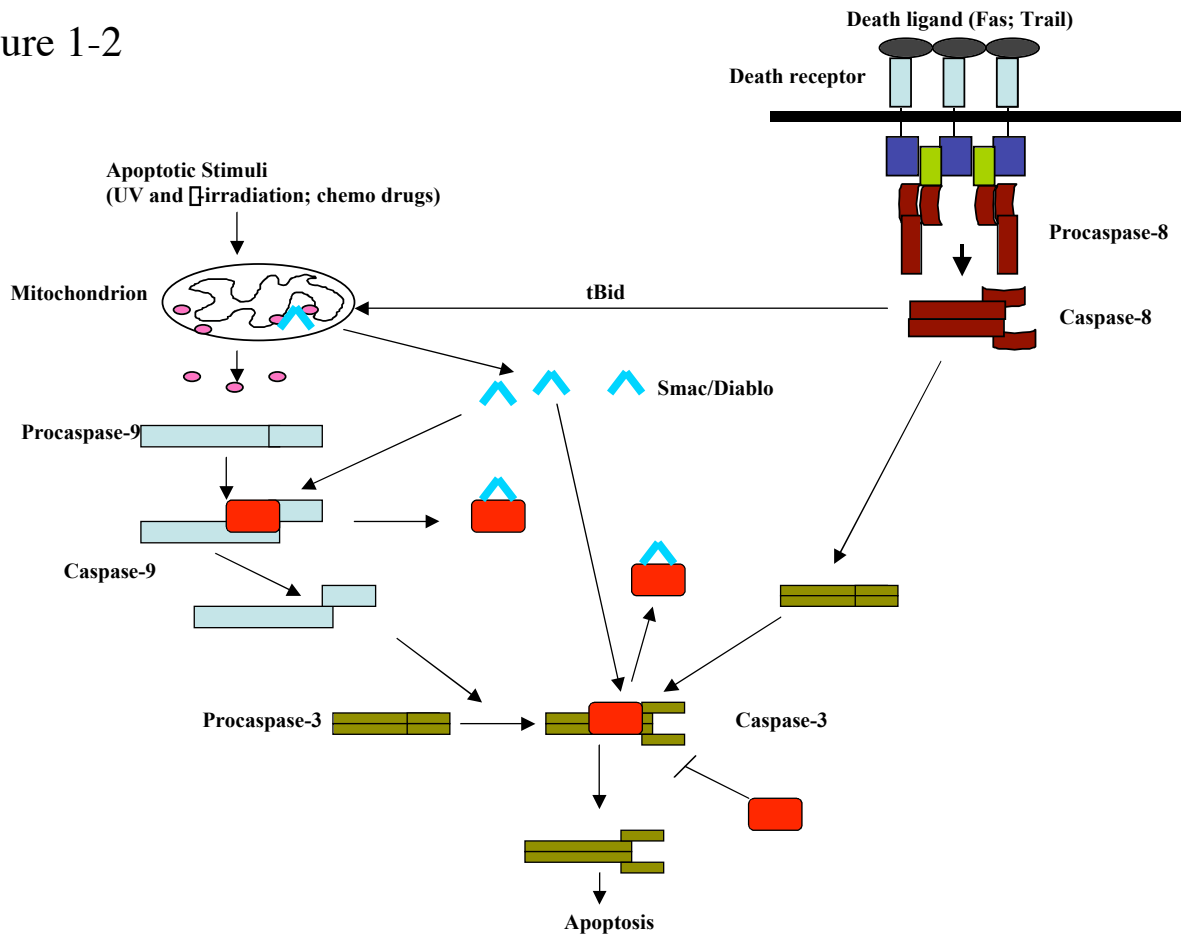 ure 1-2
Death ligand (Fas; Trail)
Death receptor
Apoptotic Stimuli
(UV and -irradiation; chemo drugs)
Procaspase-8
Mitochondrion
tBid
Caspase-8
Smac/Diablo
Procaspase-9
Caspase-9
Procaspase-3
Caspase-3
Apoptosis